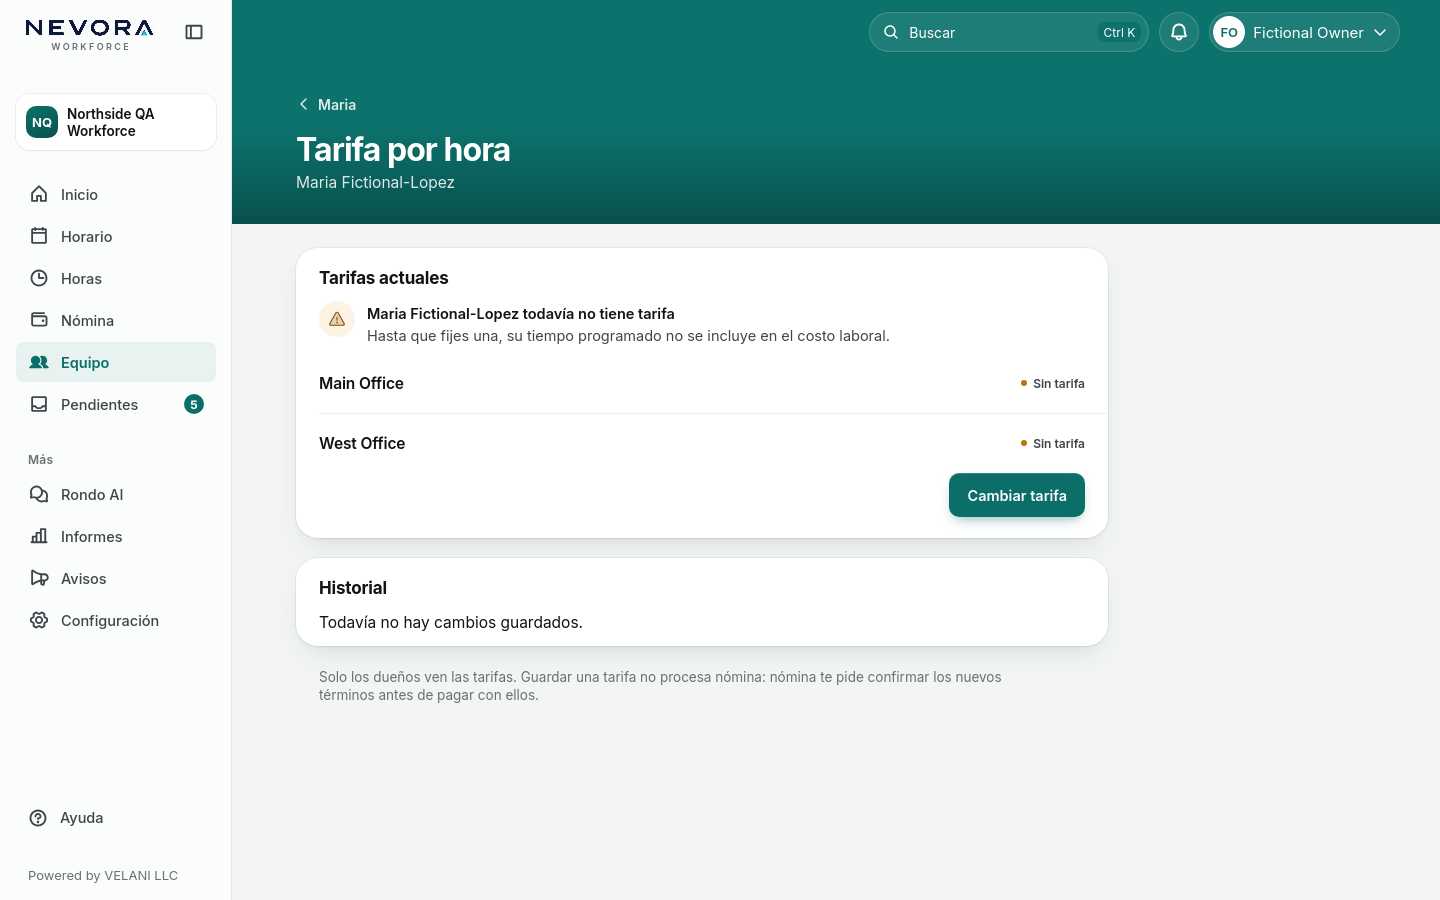 NEVORA
WORKFORCE
Buscar
Ctrl K
FO
Fictional Owner
NQ
Northside QA
Workforce
Inicio
Horario
Horas
Nómina
Equipo
Pendientes
5
Más
Rondo AI
Informes
Avisos
Configuración
Ayuda
Powered by VELANI LLC
Maria
Tarifa por hora
Maria Fictional-Lopez
Tarifas actuales
Maria Fictional-Lopez todavía no tiene tarifa
Hasta que fijes una, su tiempo programado no se incluye en el costo laboral.
Main Office
Sin tarifa
West Office
Sin tarifa
Cambiar tarifa
Historial
Todavía no hay cambios guardados.
Solo los dueños ven las tarifas. Guardar una tarifa no procesa nómina: nómina te pide confirmar los nuevos
términos antes de pagar con ellos.